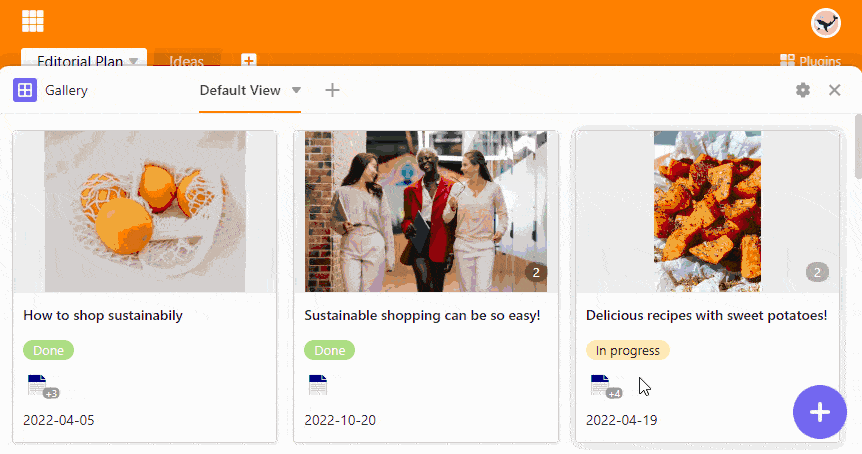 Editorial Plan Ideas Plugins
Gallery Default View
2 2
How to shop sustainabily Sustainable shopping can be so easy! Delicious recipes with sweet potatoes!
Done Done In progress
+3 +4
2022-04-05 2022-10-20 2022-04-19